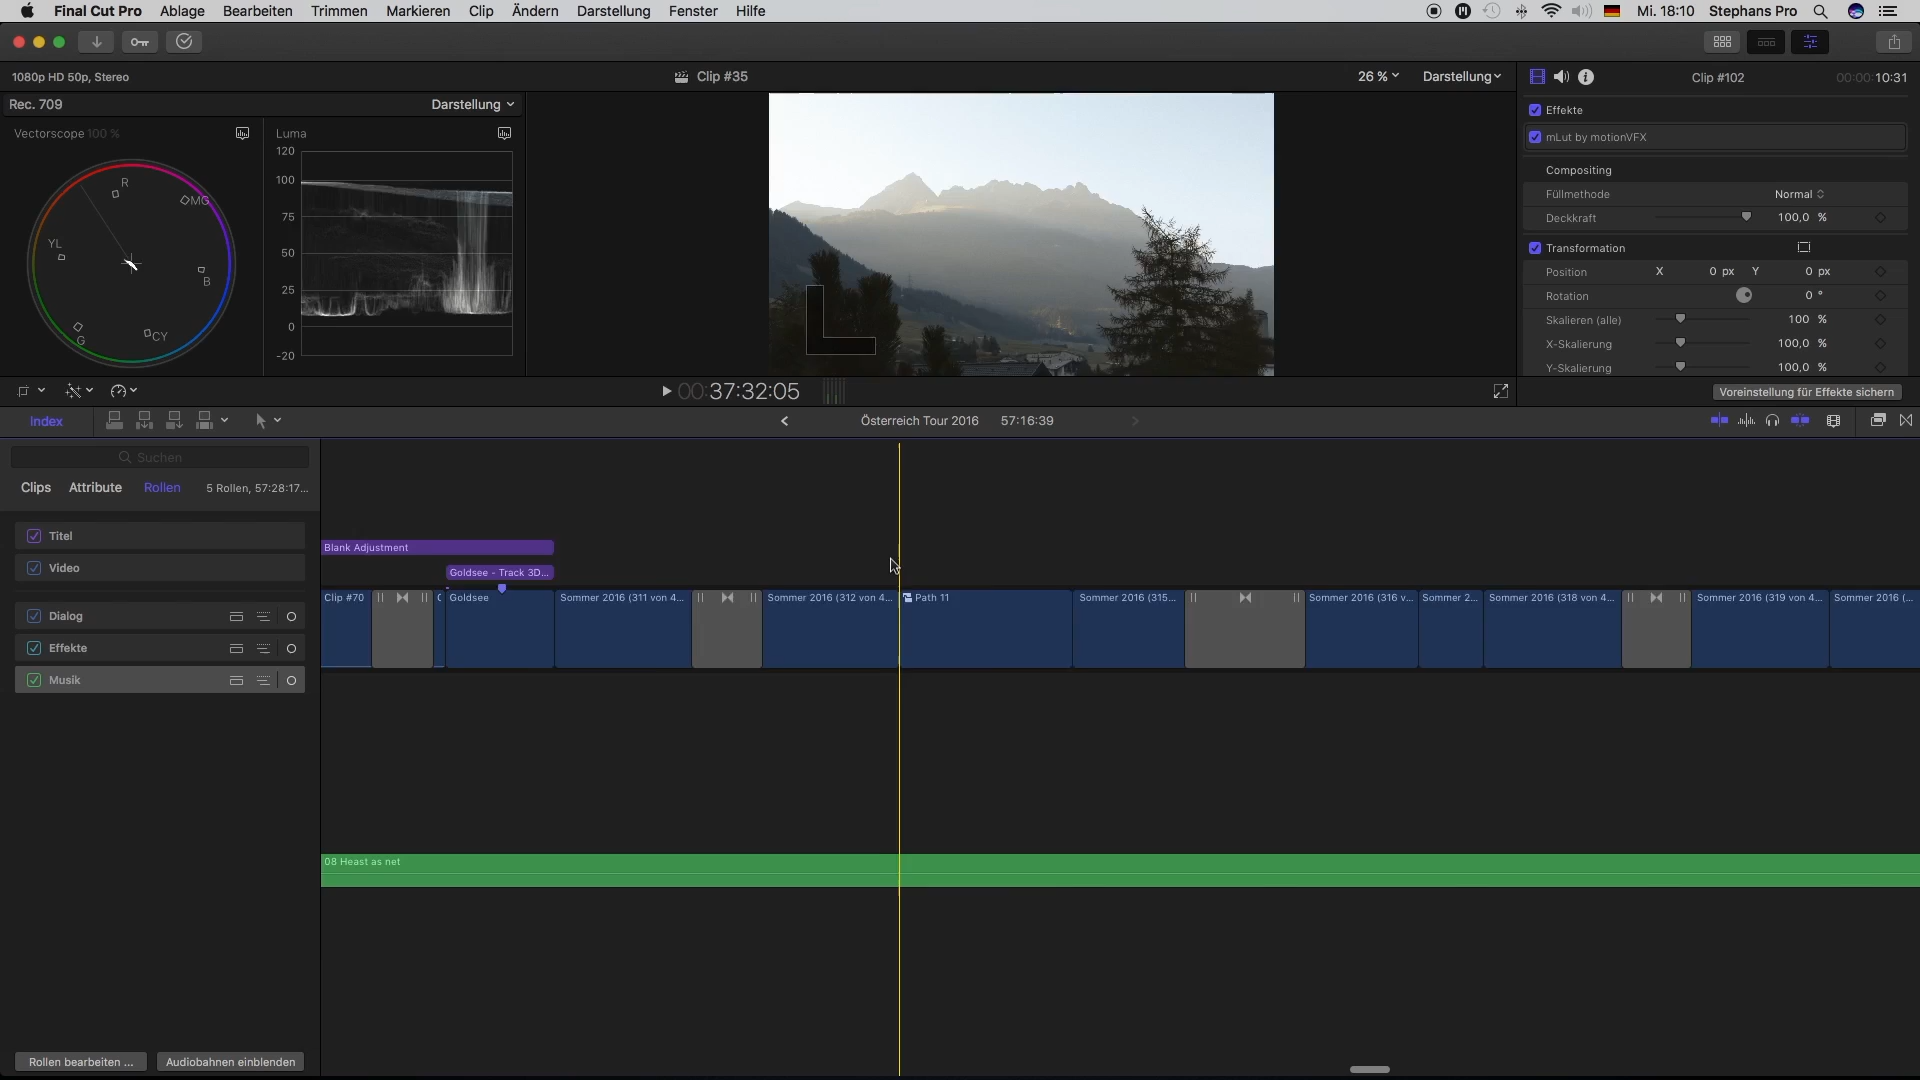 Final Cut Pro Ablage Bearbeiten Trimmen Markieren Clip Ändern Darstellung Fenster Hilfe Mi. 18:10 Stephans Pro
1080p HD 50p, Stereo Clip #35 26 % Darstellung Clip #102 00:00:10:31
Rec. 709 Darstellung
Effekte
Vectorscope 100 % Luma
mLut by motionVFX
120
100
75
50
25
0
-20
R
MG
YL
B
G
CY
Compositing
Füllmethode Normal
Deckkraft 100,0 %
Transformation
Position X 0 px Y 0 px
Rotation 0 °
Skalieren (alle) 100 %
X-Skalierung 100,0 %
Y-Skalierung 100,0 %
00:37:32:05
Voreinstellung für Effekte sichern
Index Österreich Tour 2016 57:16:39
Suchen
Clips Attribute Rollen 5 Rollen, 57:28:17...
Titel
Video
Dialog
Effekte
Musik
Blank Adjustment
Goldsee - Track 3D...
Clip #70 Goldsee Sommer 2016 (311 von 4... Sommer 2016 (312 von 4... Path 11 Sommer 2016 (315... Sommer 2016 (316 v... Sommer 2... Sommer 2016 (318 von 4... Sommer 2016 (319 von 4... Sommer 2016 (...
08 Heast as net
Rollen bearbeiten ... Audiobahnen einblenden